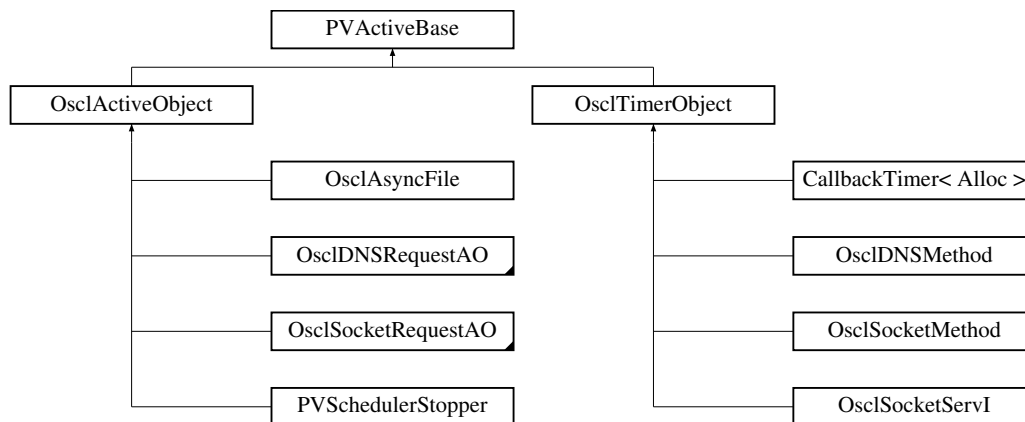 PVActiveBase
OsclActiveObject
OsclTimerObject
OsclAsyncFile
CallbackTimer< Alloc >
OsclDNSRequestAO
OsclDNSMethod
OsclSocketRequestAO
OsclSocketMethod
PVSchedulerStopper
OsclSocketServI